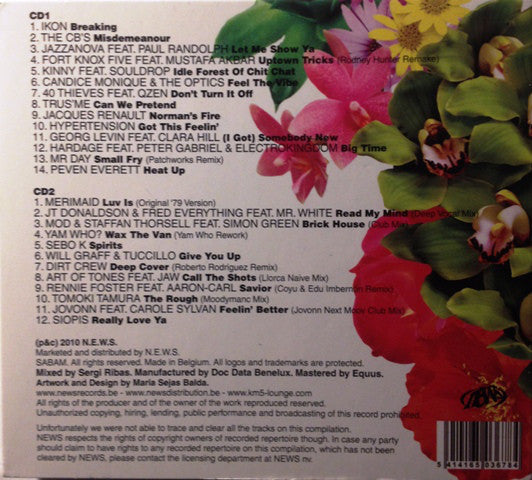 CD1
1. IKON Breaking
2. THE CB'S Misdemeanour
3. JAZZANOVA FEAT. PAUL RANDOLPH Let Me Show Ya
4. FORT KNOX FIVE FEAT. MUSTAFA AKBAR Uptown Tricks (Rodney Hunter Remake)
5. KINNY FEAT. SOULDROP Idle Forest Of Chit Chat
6. CANDICE MONIQUE & THE OPTICS Feel The Vibe
7. 40 THIEVES FEAT. QZEN Don't Turn It Off
8. TRUS'ME Can We Pretend
9. JACQUES RENAULT Norman's Fire
10. HYPERTENSION Got This Feelin'
11. GEORG LEVIN FEAT. CLARA HILL (I Got) Somebody New
12. HARDAGE FEAT. PETER GABRIEL & ELECTROKINGDOM Big Time
13. MR DAY Small Fry (Patchworks Remix)
14. PEVEN EVERETT Heat Up
CD2
1. MERIMAID Luv Is (Original '79 Version)
2. JT DONALDSON & FRED EVERYTHING FEAT. MR. WHITE Read My Mind (Deep Vocal Mix)
3. MOD & STAFFAN THORSELL FEAT. SIMON GREEN Brick House (Club Mix)
4. YAM WHO? Wax The Van (Yam Who Rework)
5. SEBO K Spirits
6. WILL GRAFF & TUCCILLO Give You Up
7. DIRT CREW Deep Cover (Roberto Rodriguez Remix)
8. ART OF TONES FEAT. JAW Call The Shots (Llorca Naive Mix)
9. RENNIE FOSTER FEAT. AARON-CARL Savior (Coyu & Edu Imbernon Remix)
10. TOMOKI TAMURA The Rough (Moodymanc Mix)
11. JOVONN FEAT. CAROLE SYLVAN Feelin' Better (Jovonn Next Moov Club Mix)
12. SIOPIS Really Love Ya
(p&c) 2010 N.E.W.S.
Marketed and distributed by N.E.W.S.
SABAM. All rights reserved. Made in Belgium. All logos and trademarks are protected.
Mixed by Sergi Ribas. Manufactured by Doc Data Benelux. Mastered by Equus.
Artwork and Design by Maria Sejas Balda.
www.newsrecords.be - www.newsdistribution.be - www.km5-lounge.com
All rights of the producer and of the owner of the work reproduced reserved.
Unauthorized copying, hiring, lending, public performance and broadcasting of this record prohibited.
Unfortunately we were not able to trace and clear all the tracks on this compilation.
NEWS respects the rights of copyright owners of recorded repertoire though. In case any party
should claim to have rights to any recorded repertoire on this compilation, which has not been
cleared by NEWS, please contact the licensing department at NEWS nv.
NEWS
5 414165 036784